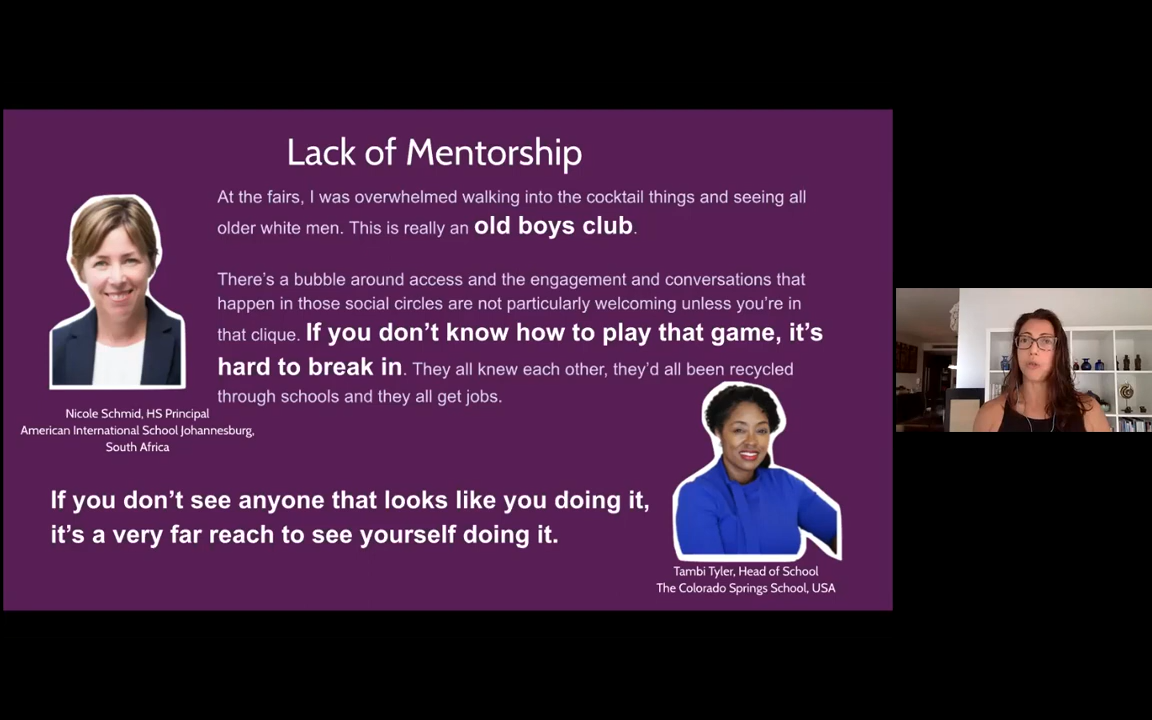 Lack of Mentorship
At the fairs, I was overwhelmed walking into the cocktail things and seeing all
older white men. This is really an old boys club.
There’s a bubble around access and the engagement and conversations that
happen in those social circles are not particularly welcoming unless you’re in
that clique. If you don’t know how to play that game, it’s
hard to break in. They all knew each other, they’d all been recycled
through schools and they all get jobs.
Nicole Schmid, HS Principal
American International School Johannesburg,
South Africa
If you don’t see anyone that looks like you doing it,
it’s a very far reach to see yourself doing it.
Tambi Tyler, Head of School
The Colorado Springs School, USA